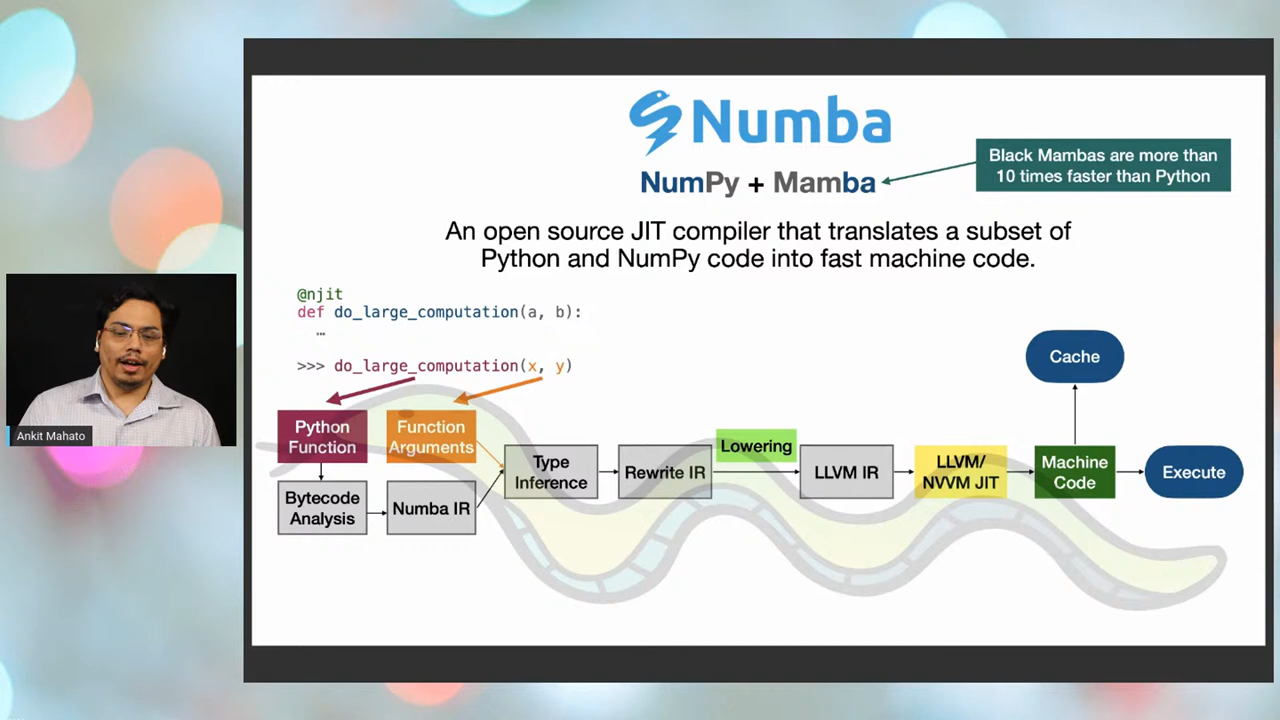 Numba
NumPy + Mamba
Black Mambas are more than
10 times faster than Python
An open source JIT compiler that translates a subset of
Python and NumPy code into fast machine code.
@njit
def do_large_computation(a, b):
…
>>> do_large_computation(x, y)
Python
Function
Function
Arguments
Bytecode
Analysis
Numba IR
Type
Inference
Rewrite IR
Lowering
LLVM IR
LLVM/
NVVM JIT
Machine
Code
Cache
Execute
Ankit Mahato